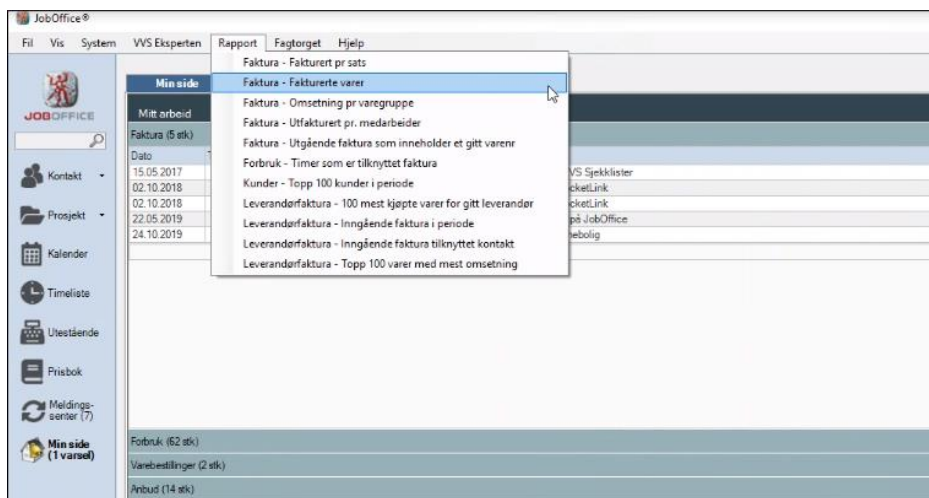 JobOffice®
Fil Vis System VVS Eksperten Rapport Fagtorget Hjelp
Faktura - Fakturert pr sats
Faktura - Fakturerte varer
Faktura - Omsetning pr varegruppe
Faktura - Utfakturert pr. medarbeider
Faktura - Utgående faktura som inneholder et gitt varenr
Forbruk - Timer som er tilknyttet faktura
Kunder - Topp 100 kunder i periode
Leverandørfaktura - 100 mest kjøpte varer for gitt leverandør
Leverandørfaktura - Inngående faktura i periode
Leverandørfaktura - Inngående faktura tilknyttet kontakt
Leverandørfaktura - Topp 100 varer med mest omsetning
JOBOFFICE
Kontakt
Prosjekt
Kalender
Timeliste
Utestående
Prisbok
Meldings-
senter (7)
Min side
(1 varsel)
Min side
Mitt arbeid
Faktura (5 stk)
Dato
15.05.2017 VS Sjekklister
02.10.2018 cketLink
02.10.2018 cketLink
22.05.2019 på JobOffice
24.10.2019 nebolig
Forbruk (62 stk)
Varebestillinger (2 stk)
Anbud (14 stk)